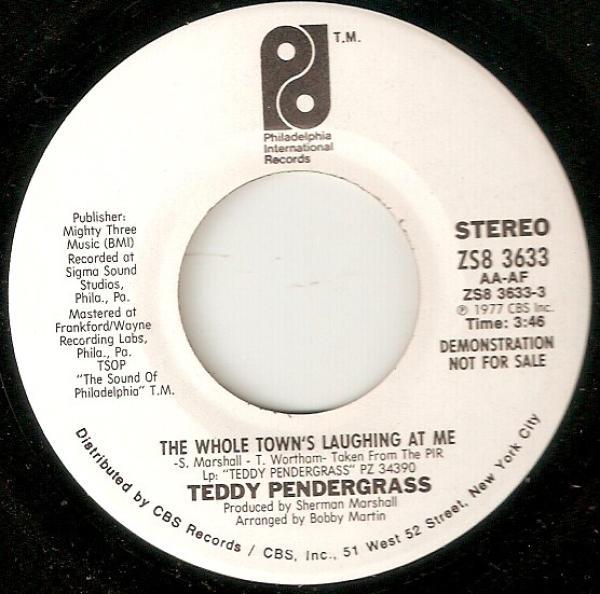 T.M.
Philadelphia
International
Records
Publisher:
Mighty Three
Music (BMI)
Recorded at
Sigma Sound
Studios,
Phila., Pa.
Mastered at
Frankford/Wayne
Recording Labs,
Phila., Pa.
TSOP
"The Sound Of
Philadelphia" T.M.
STEREO
ZS8 3633
AA-AF
ZS8 3633-3
℗ 1977 CBS Inc.
Time: 3:46
DEMONSTRATION
NOT FOR SALE
THE WHOLE TOWN'S LAUGHING AT ME
-S. Marshall - T. Wortham- Taken From The PIR
Lp: "TEDDY PENDERGRASS" PZ 34390
TEDDY PENDERGRASS
Produced by Sherman Marshall
Arranged by Bobby Martin
Distributed by CBS Records / CBS, Inc., 51 West 52 Street, New York City